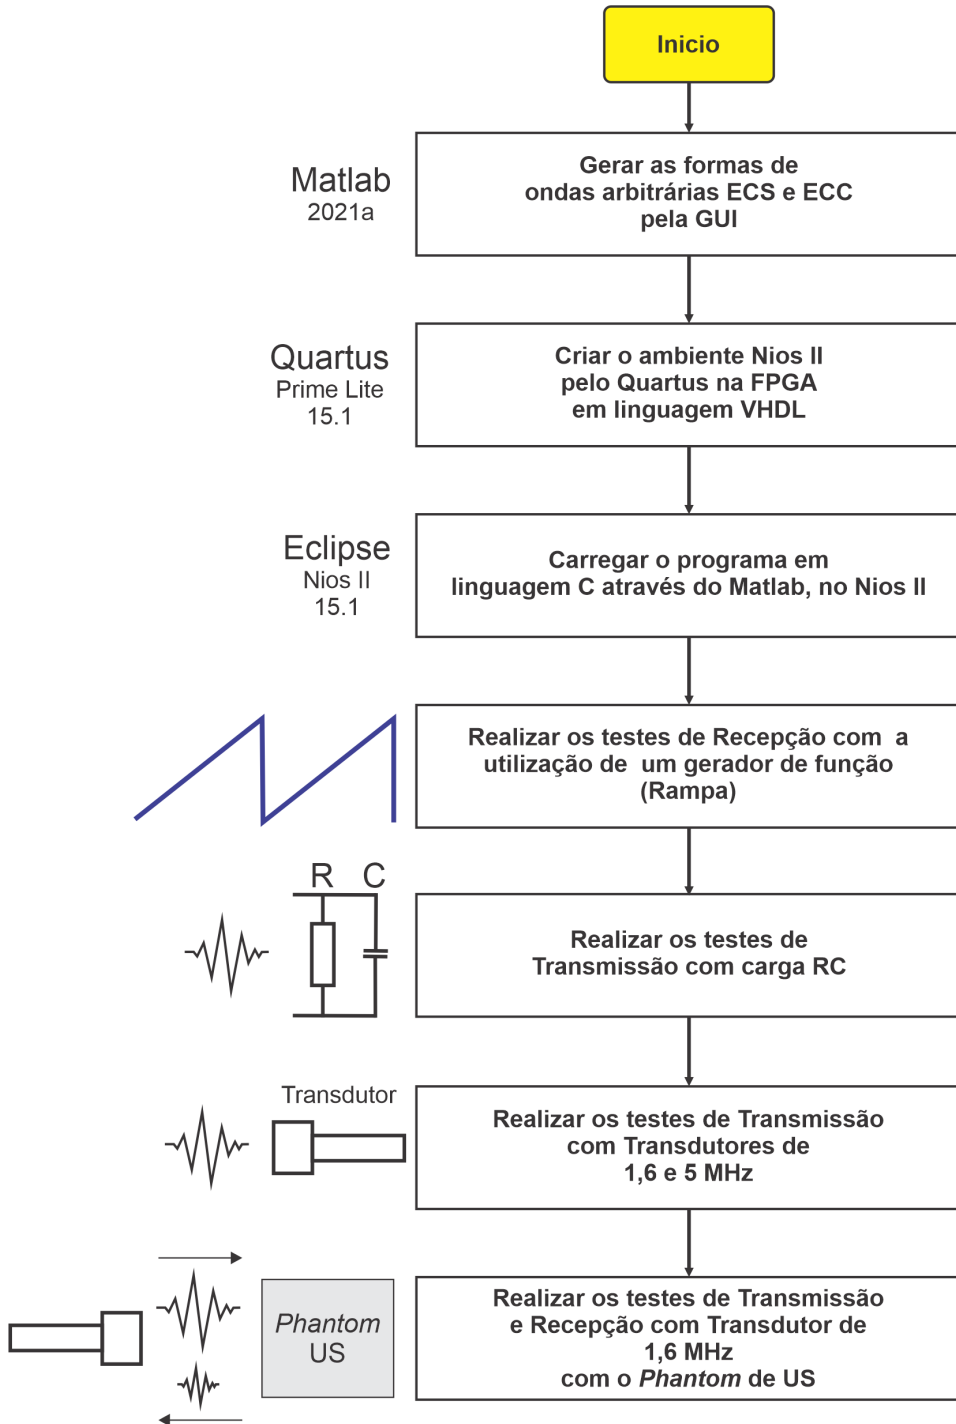 Inicio
Matlab
2021a
Gerar as formas de
ondas arbitrárias ECS e ECC
pela GUI
Quartus
Prime Lite
15.1
Criar o ambiente Nios II
pelo Quartus na FPGA
em linguagem VHDL
Eclipse
Nios II
15.1
Carregar o programa em
linguagem C através do Matlab, no Nios II
Realizar os testes de Recepção com a
utilização de um gerador de função
(Rampa)
R C
Realizar os testes de
Transmissão com carga RC
Transdutor
Realizar os testes de Transmissão
com Transdutores de
1,6 e 5 MHz
Phantom
US
Realizar os testes de Transmissão
e Recepção com Transdutor de
1,6 MHz
com o Phantom de US